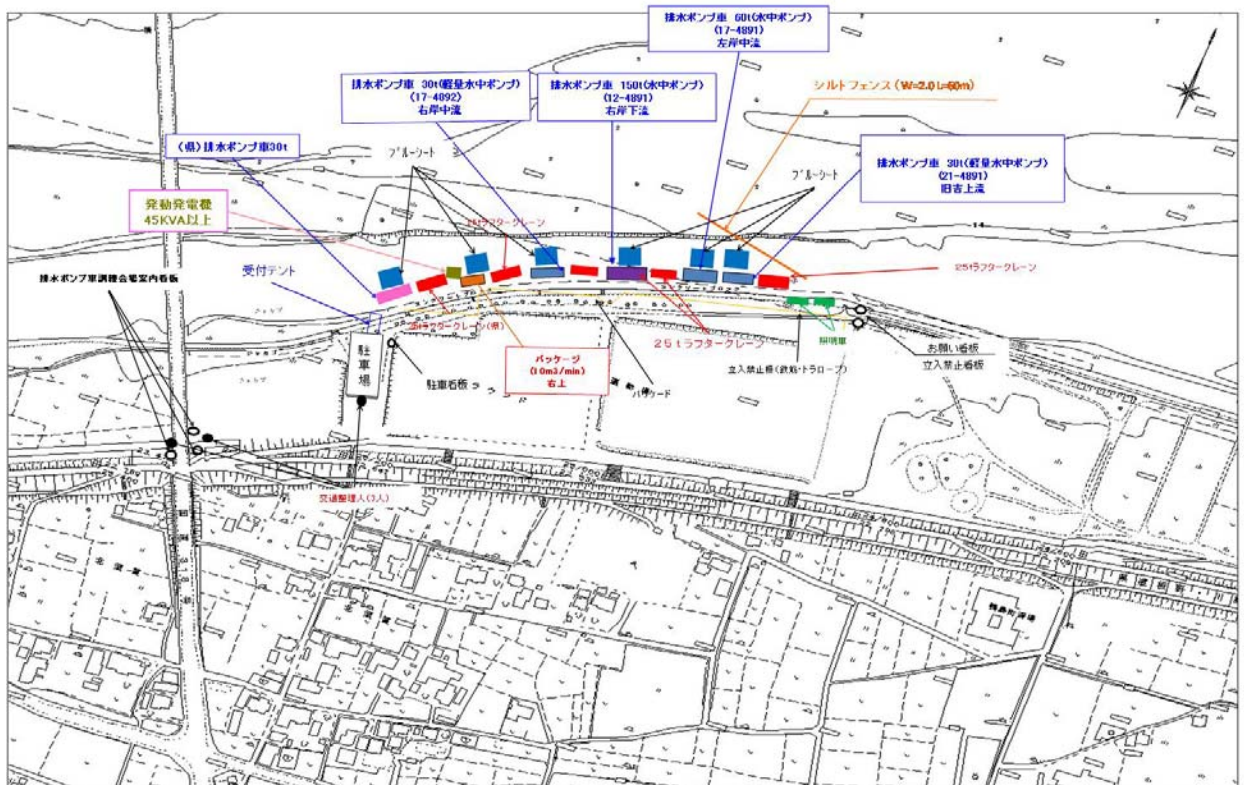 排水ポンプ車 60t(水中ポンプ)
(17-4891)
左岸中流
排水ポンプ車 30t(軽量水中ポンプ)
(17-4892)
右岸中流
排水ポンプ車 150t(水中ポンプ)
(12-4891)
右岸下流
シルトフェンス (W=2.0 L=60m)
(県)排水ポンプ車30t
ブルーシート
ブルーシート
排水ポンプ車 30t(軽量水中ポンプ)
(21-4891)
旧吉上流
発動発電機
45KVA以上
ラフタークレーン
排水ポンプ車訓練会場案内看板
受付テント
25tラフタークレーン
25tラフタークレーン(県)
25tラフタークレーン
照明車
お願い看板
立入禁止看板
パッケージ
(10m3/min)
右上
駐車場
駐車看板
バリケード
立入禁止柵(鉄筋・トラロープ)
交通整理人(3人)